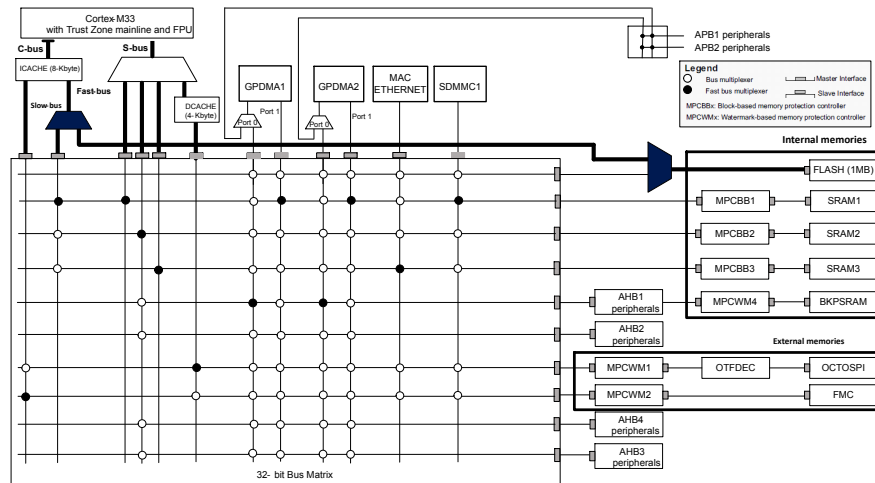 Cortex-M33
with Trust Zone mainline and FPU
C-bus
S-bus
ICACHE (8-Kbyte)
Fast-bus
Slow-bus
DCACHE
(4-Kbyte)
GPDMA1
Port 0
Port 1
GPDMA2
Port 0
Port 1
MAC
ETHERNET
SDMMC1
APB1 peripherals
APB2 peripherals
Legend
Bus multiplexer
Fast bus multiplexer
Master Interface
Slave Interface
MPCBBx: Block-based memory protection controller
MPCWMx: Watermark-based memory protection controller
Internal memories
FLASH (1MB)
MPCBB1
SRAM1
MPCBB2
SRAM2
MPCBB3
SRAM3
AHB1
peripherals
MPCWM4
BKPSRAM
AHB2
peripherals
External memories
MPCWM1
OTFDEC
OCTOSPI
MPCWM2
FMC
AHB4
peripherals
AHB3
peripherals
32- bit Bus Matrix